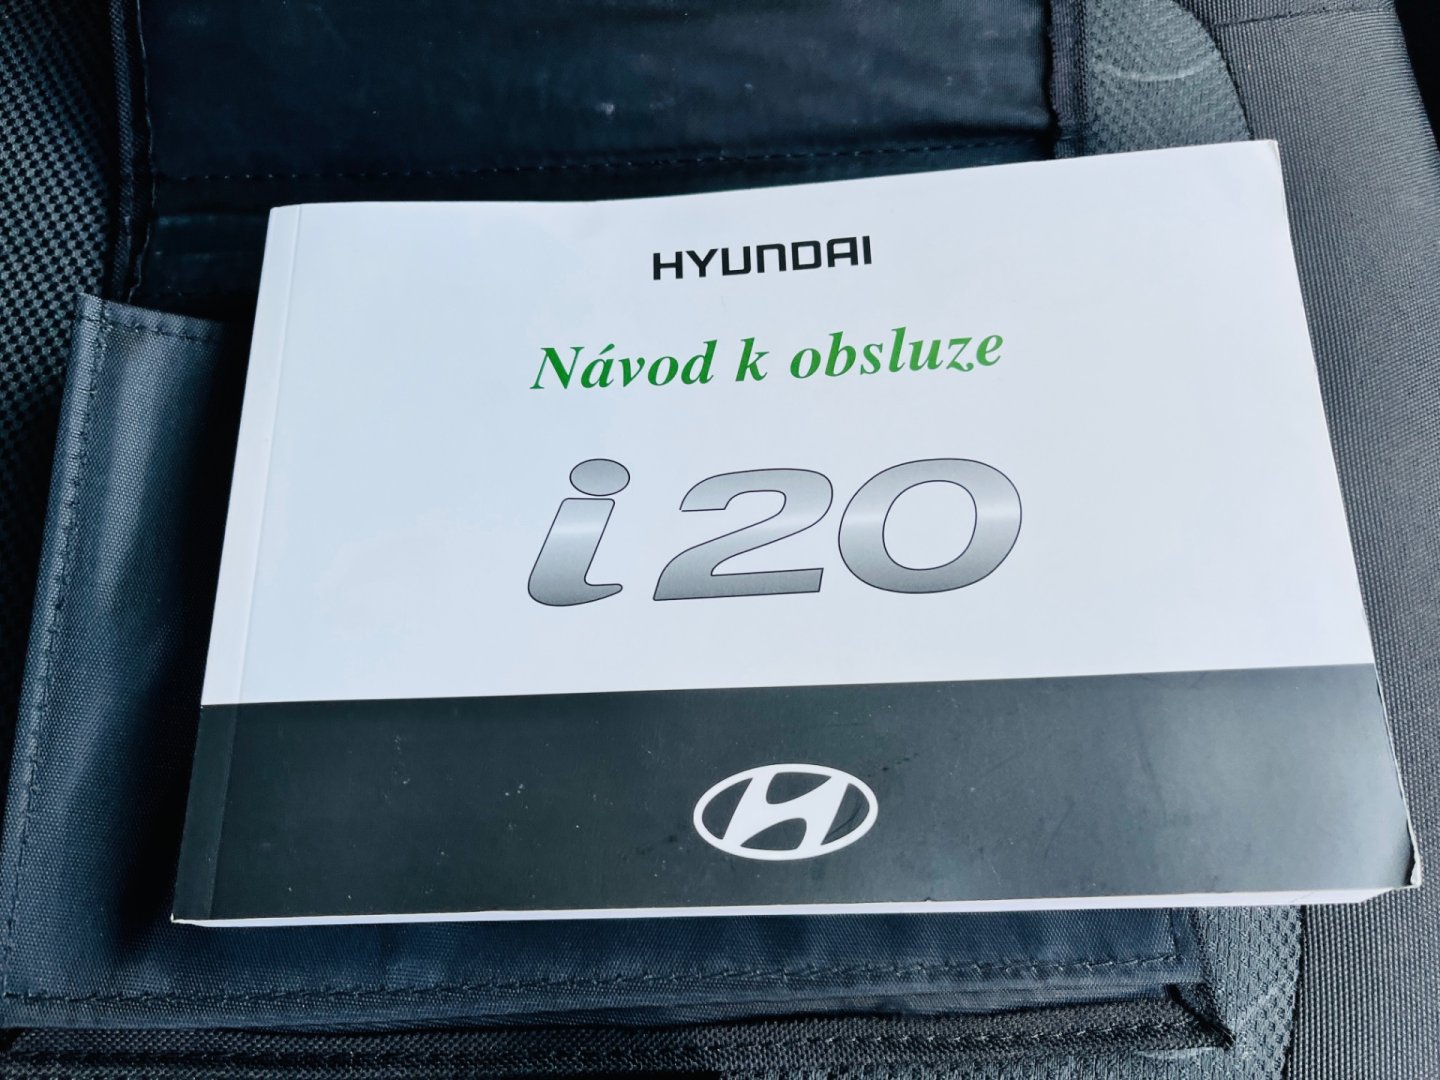 HYUNDAI
Návod k obsluze
i20